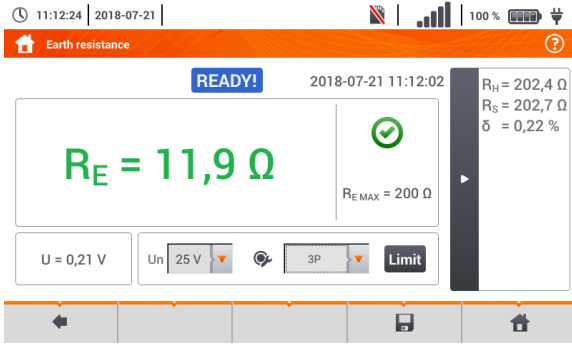 11:12:24 2018-07-21 100 %
Earth resistance ?
READY! 2018-07-21 11:12:02
RE = 11,9 Ω
RE MAX = 200 Ω
RH = 202,4 Ω
RS = 202,7 Ω
δ = 0,22 %
U = 0,21 V
Un 25 V 3P Limit